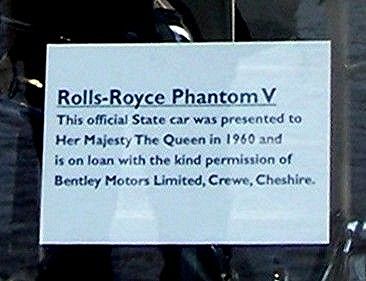 Rolls-Royce Phantom V
This official State car was presented to
Her Majesty The Queen in 1960 and
is on loan with the kind permission of
Bentley Motors Limited, Crewe, Cheshire.